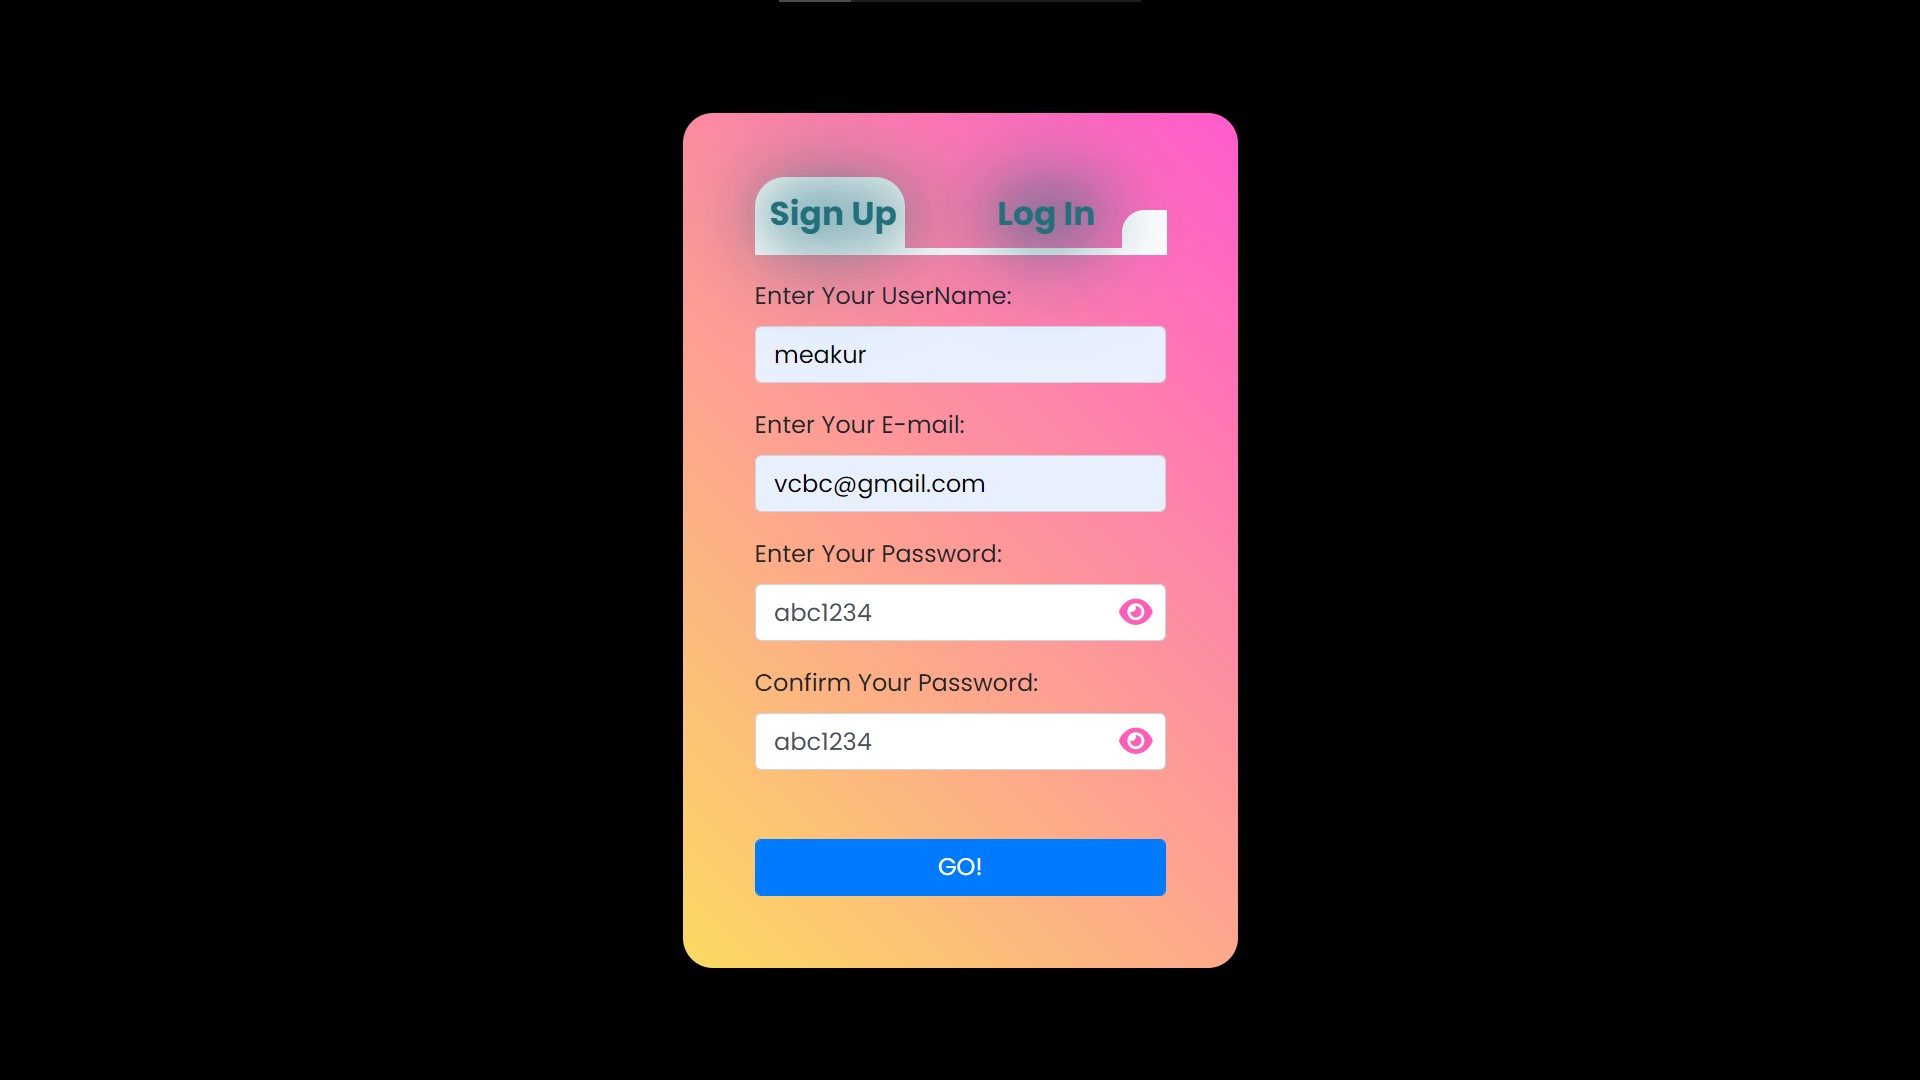 Sign Up Log In
Enter Your UserName:
meakur
Enter Your E-mail:
vcbc@gmail.com
Enter Your Password:
abc1234
Confirm Your Password:
abc1234
GO!